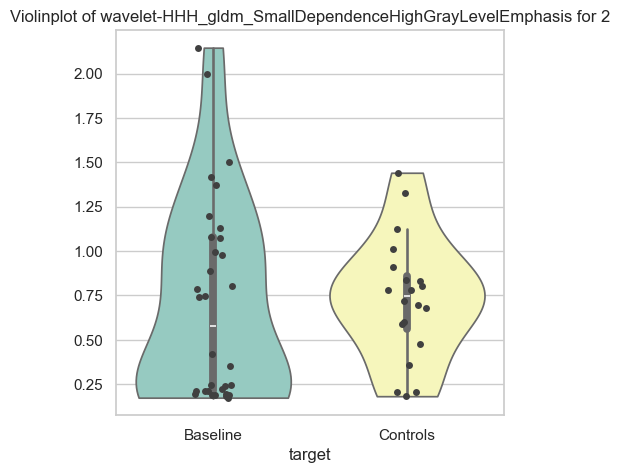 Violinplot of wavelet-HHH_gldm_SmallDependenceHighGrayLevelEmphasis for 2
2.00
1.75
1.50
1.25
1.00
0.75
0.50
0.25
Baseline
Controls
target